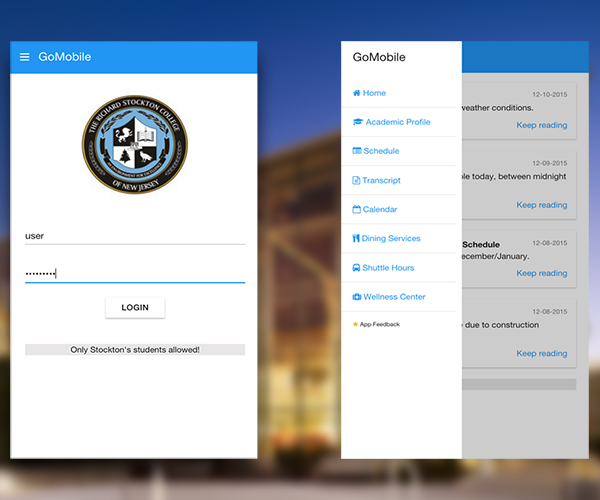 GoMobile
THE RICHARD STOCKTON COLLEGE
OF NEW JERSEY
user
•••••••••
LOGIN
Only Stockton's students allowed!
GoMobile
Home
Academic Profile
Schedule
Transcript
Calendar
Dining Services
Shuttle Hours
Wellness Center
App Feedback
12-10-2015
weather conditions.
Keep reading
12-09-2015
ble today, between midnight
Keep reading
Schedule 12-08-2015
ecember/January.
Keep reading
12-08-2015
e due to construction
Keep reading